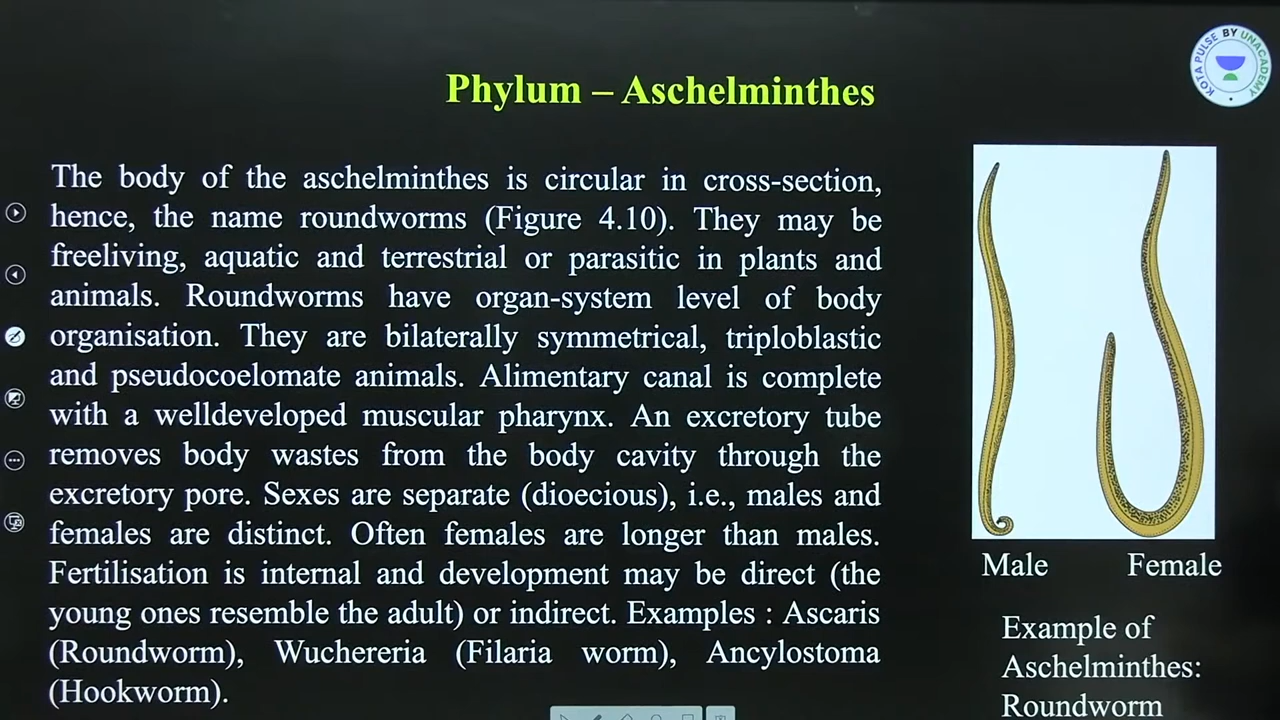 KOTA PULSE BY UNACADEMY
Phylum – Aschelminthes
The body of the aschelminthes is circular in cross-section,
hence, the name roundworms (Figure 4.10). They may be
freeliving, aquatic and terrestrial or parasitic in plants and
animals. Roundworms have organ-system level of body
organisation. They are bilaterally symmetrical, triploblastic
and pseudocoelomate animals. Alimentary canal is complete
with a welldeveloped muscular pharynx. An excretory tube
removes body wastes from the body cavity through the
excretory pore. Sexes are separate (dioecious), i.e., males and
females are distinct. Often females are longer than males.
Fertilisation is internal and development may be direct (the
young ones resemble the adult) or indirect. Examples : Ascaris
(Roundworm), Wuchereria (Filaria worm), Ancylostoma
(Hookworm).
Male Female
Example of
Aschelminthes:
Roundworm